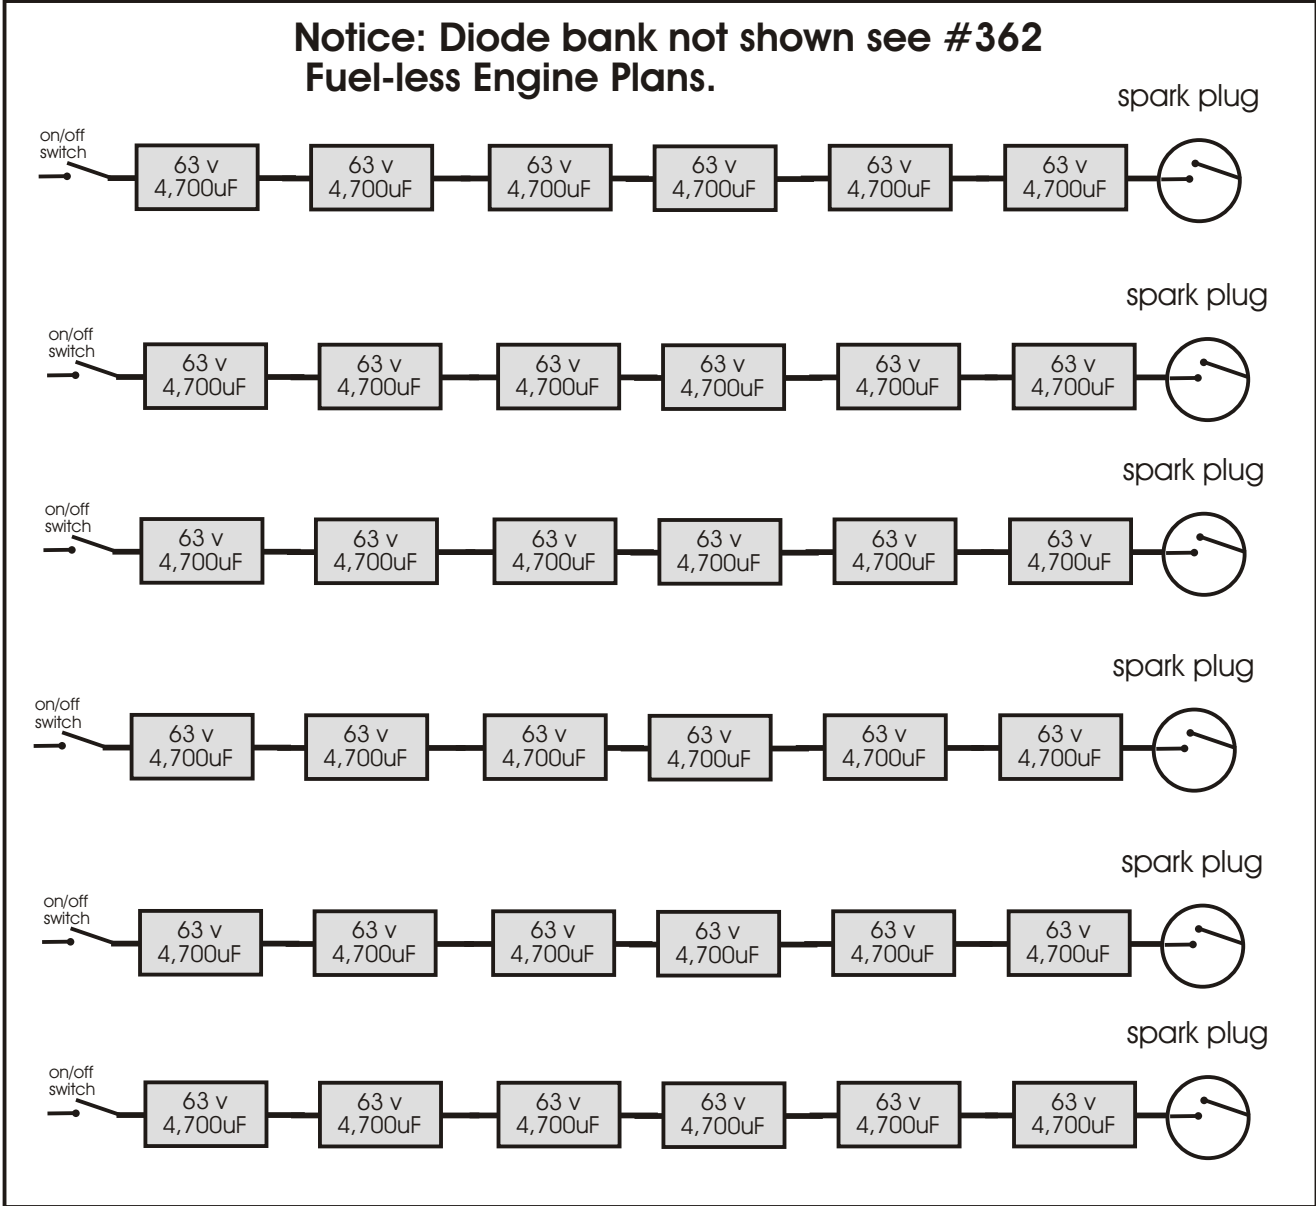 Notice: Diode bank not shown see #362
Fuel-less Engine Plans.
spark plug
on/off
switch
63 v 63 v 63 v 63 v 63 v 63 v
4,700uF 4,700uF 4,700uF 4,700uF 4,700uF 4,700uF
spark plug
on/off
switch
63 v 63 v 63 v 63 v 63 v 63 v
4,700uF 4,700uF 4,700uF 4,700uF 4,700uF 4,700uF
spark plug
on/off
switch
63 v 63 v 63 v 63 v 63 v 63 v
4,700uF 4,700uF 4,700uF 4,700uF 4,700uF 4,700uF
spark plug
on/off
switch
63 v 63 v 63 v 63 v 63 v 63 v
4,700uF 4,700uF 4,700uF 4,700uF 4,700uF 4,700uF
spark plug
on/off
switch
63 v 63 v 63 v 63 v 63 v 63 v
4,700uF 4,700uF 4,700uF 4,700uF 4,700uF 4,700uF
spark plug
on/off
switch
63 v 63 v 63 v 63 v 63 v 63 v
4,700uF 4,700uF 4,700uF 4,700uF 4,700uF 4,700uF